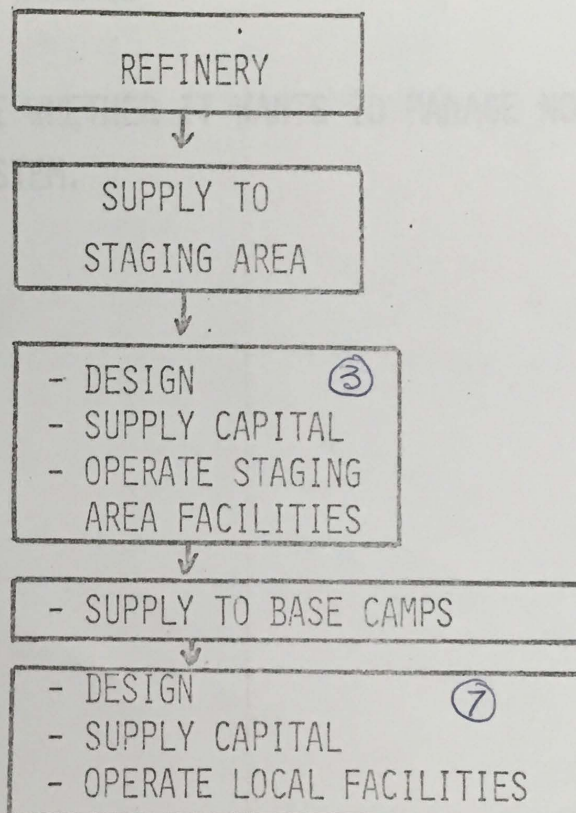 REFINERY
SUPPLY TO
STAGING AREA
- DESIGN ③
- SUPPLY CAPITAL
- OPERATE STAGING
AREA FACILITIES
- SUPPLY TO BASE CAMPS
- DESIGN ⑦
- SUPPLY CAPITAL
- OPERATE LOCAL FACILITIES